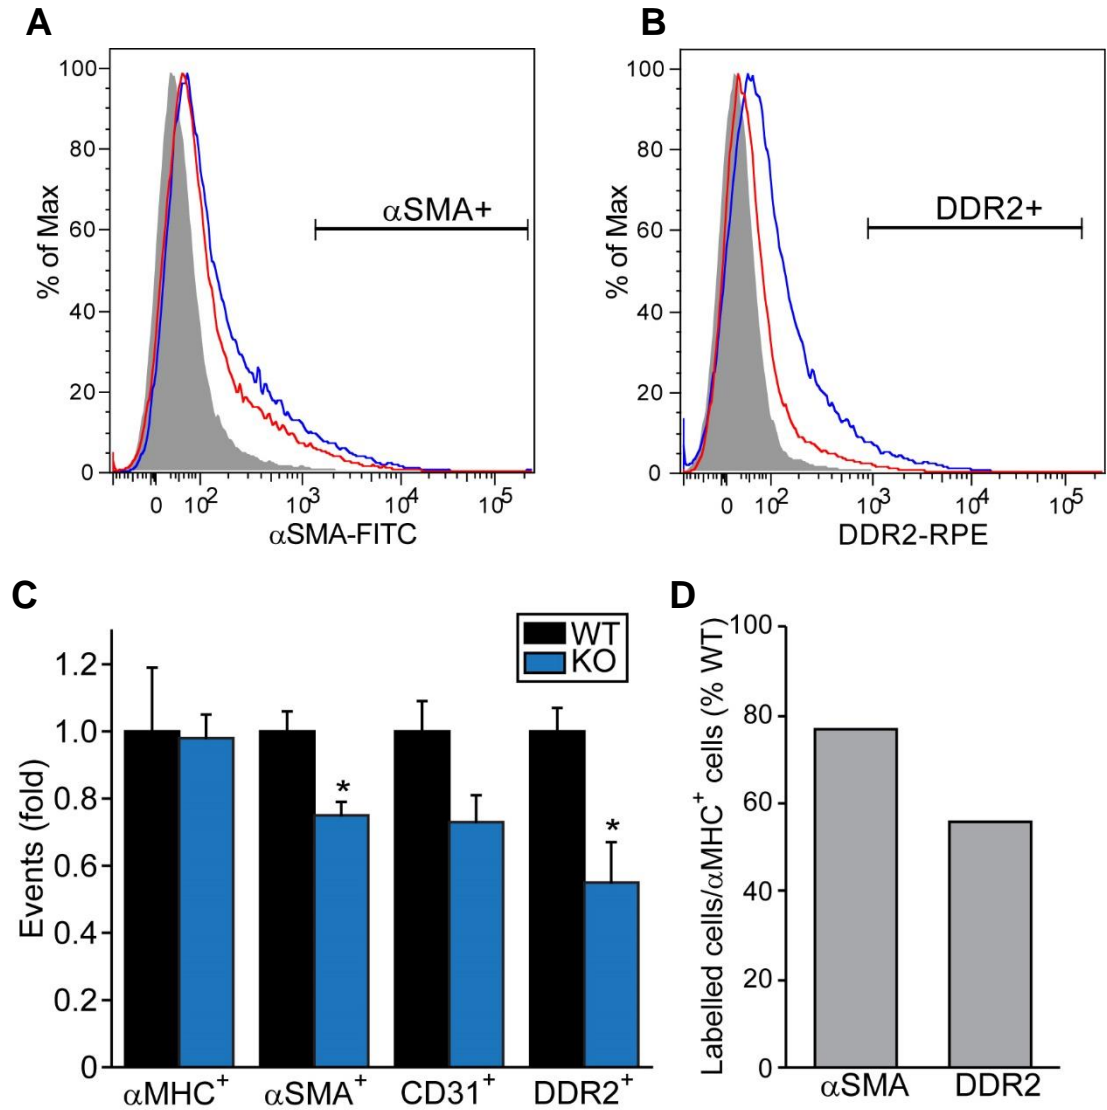 A
100
80
60
40
20
0
% of Max
αSMA+
0 10² 10³ 10⁴ 10⁵
αSMA-FITC
B
100
80
60
40
20
0
% of Max
DDR2+
0 10² 10³ 10⁴ 10⁵
DDR2-RPE
C
WT
KO
1.2
1.0
0.8
0.6
0.4
0.2
0
Events (fold)
*
*
αMHC⁺ αSMA⁺ CD31⁺ DDR2⁺
D
100
80
60
40
20
0
Labelled cells/αMHC⁺ cells (% WT)
αSMA DDR2